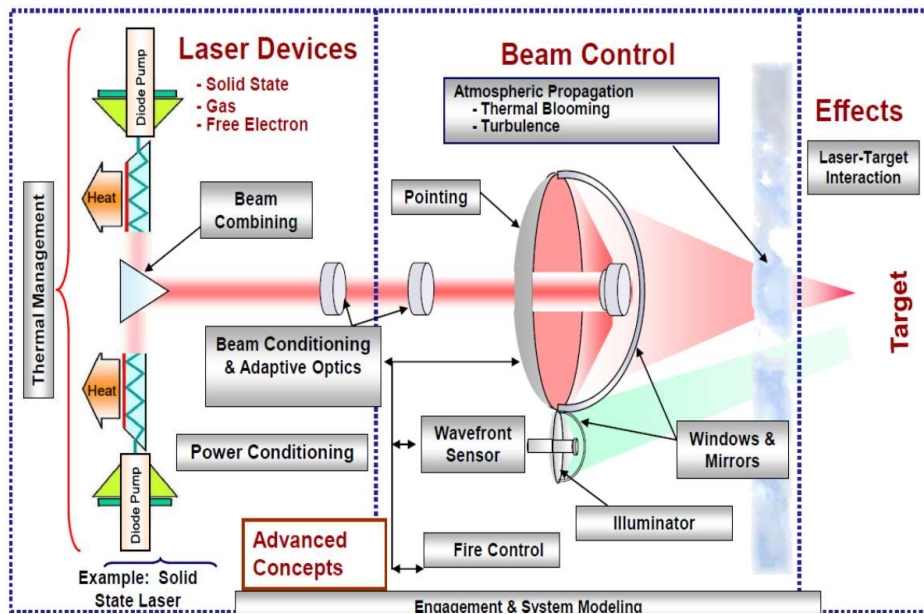 Laser Devices
- Solid State
- Gas
- Free Electron
Diode Pump
Heat
Thermal Management
Beam
Combining
Heat
Beam Conditioning
& Adaptive Optics
Power Conditioning
Diode Pump
Example: Solid
State Laser
Advanced
Concepts
Beam Control
Atmospheric Propagation
- Thermal Blooming
- Turbulence
Pointing
Wavefront
Sensor
Windows &
Mirrors
Illuminator
Fire Control
Effects
Laser-Target
Interaction
Target
Engagement & System Modeling